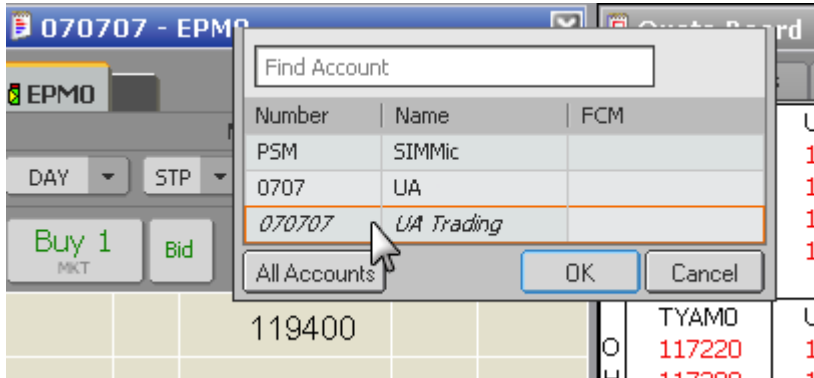 070707 - EPM0
Quote Board
EPM0
Find Account
Number Name FCM
PSM SIMMic
0707 UA
070707 UA Trading
DAY STP
Buy 1
MKT
Bid
All Accounts OK Cancel
119400
TYAM0
O 117220